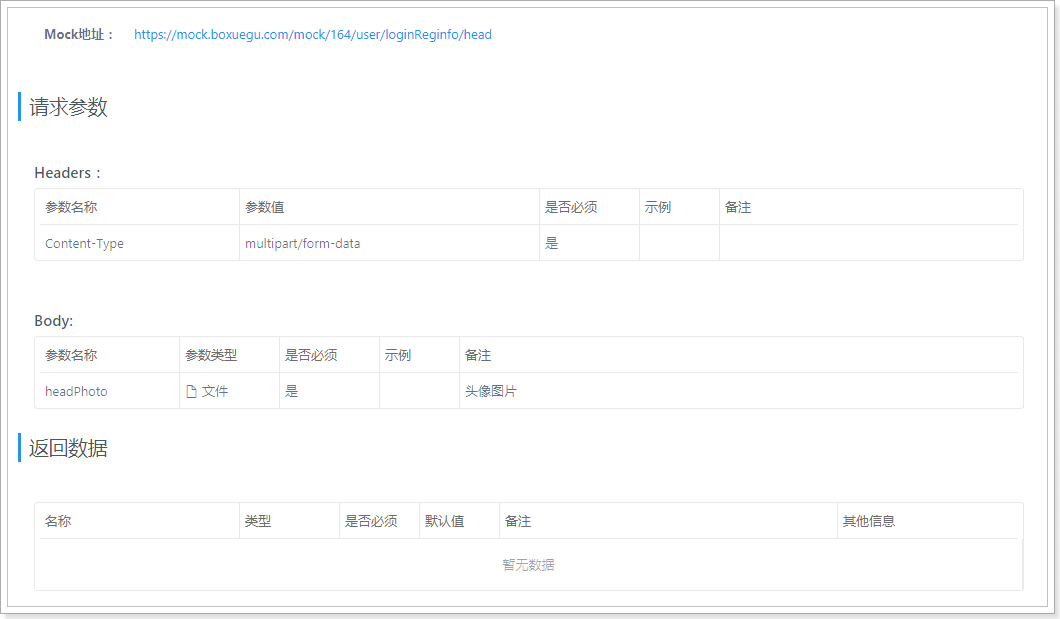 Mock地址： https://mock.boxuegu.com/mock/164/user/loginReginfo/head
请求参数
Headers：
参数名称 参数值 是否必须 示例 备注
Content-Type multipart/form-data 是
Body:
参数名称 参数类型 是否必须 示例 备注
headPhoto 文件 是 头像图片
返回数据
名称 类型 是否必须 默认值 备注 其他信息
暂无数据